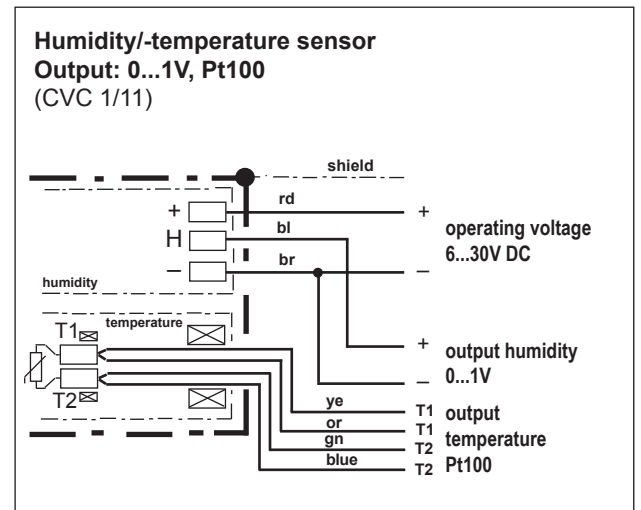 Humidity/-temperature sensor
Output: 0...1V, Pt100
(CVC 1/11)
shield
rd
+
+
operating voltage
6...30V DC
H
bl
br
–
–
humidity
temperature
T1
T2
+
output humidity
0...1V
–
ye
T1
output
or
T1
temperature
gn
T2
Pt100
blue
T2